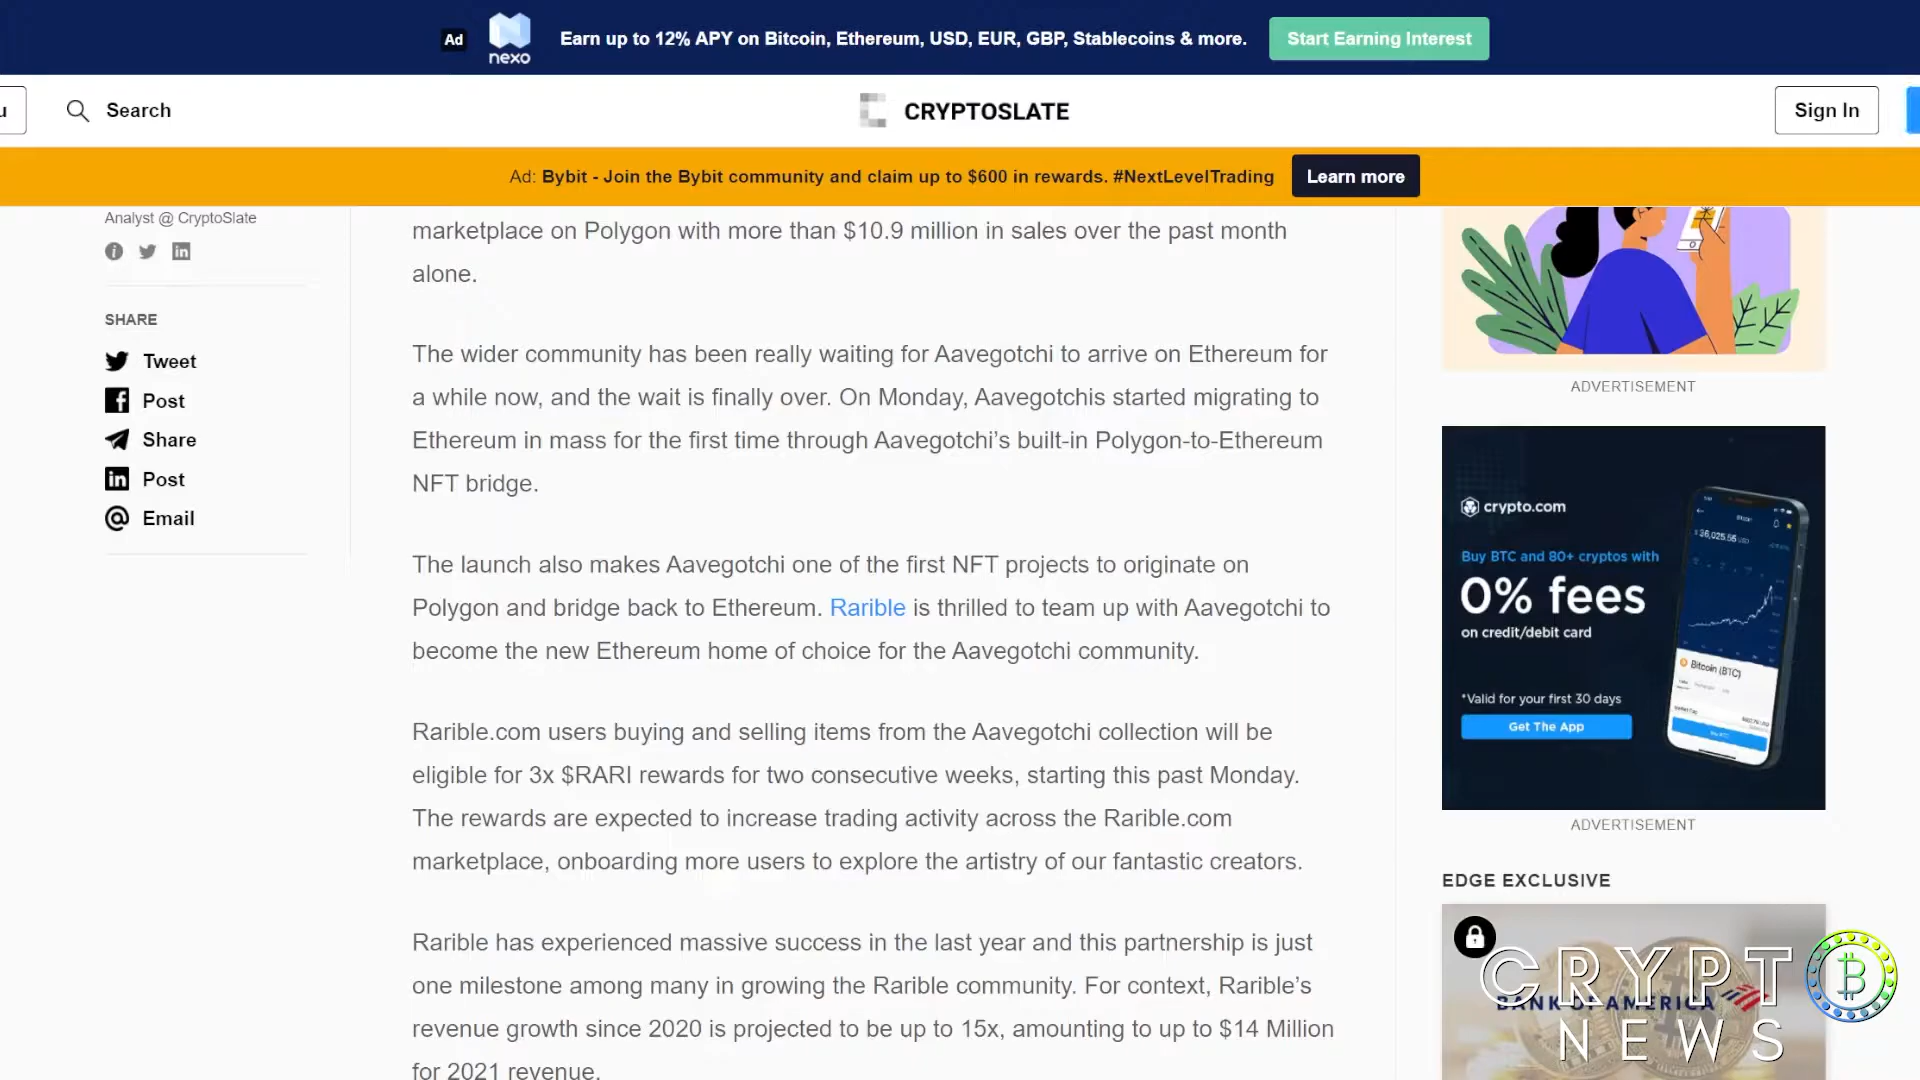 Ad
nexo
Earn up to 12% APY on Bitcoin, Ethereum, USD, EUR, GBP, Stablecoins & more.
Start Earning Interest
u
Search
CRYPTOSLATE
Sign In
Ad: Bybit - Join the Bybit community and claim up to $600 in rewards. #NextLevelTrading
Learn more
Analyst @ CryptoSlate
SHARE
Tweet
Post
Share
Post
Email
marketplace on Polygon with more than $10.9 million in sales over the past month
alone.
The wider community has been really waiting for Aavegotchi to arrive on Ethereum for
a while now, and the wait is finally over. On Monday, Aavegotchis started migrating to
Ethereum in mass for the first time through Aavegotchi’s built-in Polygon-to-Ethereum
NFT bridge.
The launch also makes Aavegotchi one of the first NFT projects to originate on
Polygon and bridge back to Ethereum. Rarible is thrilled to team up with Aavegotchi to
become the new Ethereum home of choice for the Aavegotchi community.
Rarible.com users buying and selling items from the Aavegotchi collection will be
eligible for 3x $RARI rewards for two consecutive weeks, starting this past Monday.
The rewards are expected to increase trading activity across the Rarible.com
marketplace, onboarding more users to explore the artistry of our fantastic creators.
Rarible has experienced massive success in the last year and this partnership is just
one milestone among many in growing the Rarible community. For context, Rarible’s
revenue growth since 2020 is projected to be up to 15x, amounting to up to $14 Million
for 2021 revenue.
ADVERTISEMENT
crypto.com
Buy BTC and 80+ cryptos with
0% fees
on credit/debit card
*Valid for your first 30 days
Get The App
Bitcoin
Bitcoin (BTC)
ADVERTISEMENT
EDGE EXCLUSIVE
BANK OF AMERICA
CRYPT
NEWS